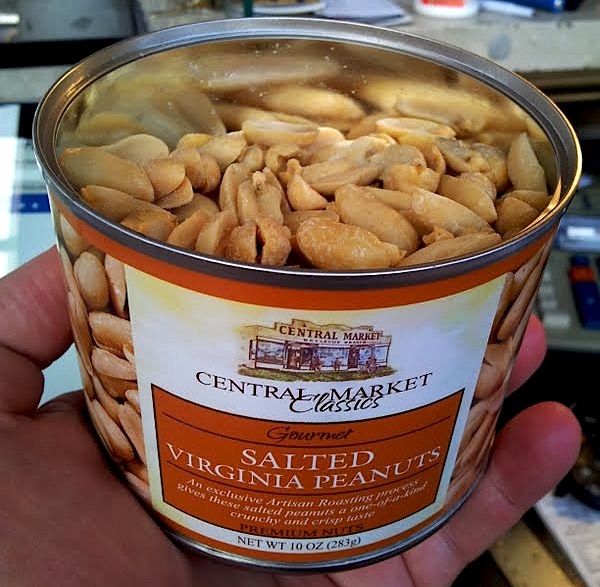 CENTRAL MARKET
CENTRAL MARKET
Classics
Gourmet
SALTED
VIRGINIA PEANUTS
An exclusive Artisan Roasting process
gives these salted peanuts a one-of-a-kind
crunchy and crisp taste
PREMIUM NUTS
NET WT 10 OZ (283g)